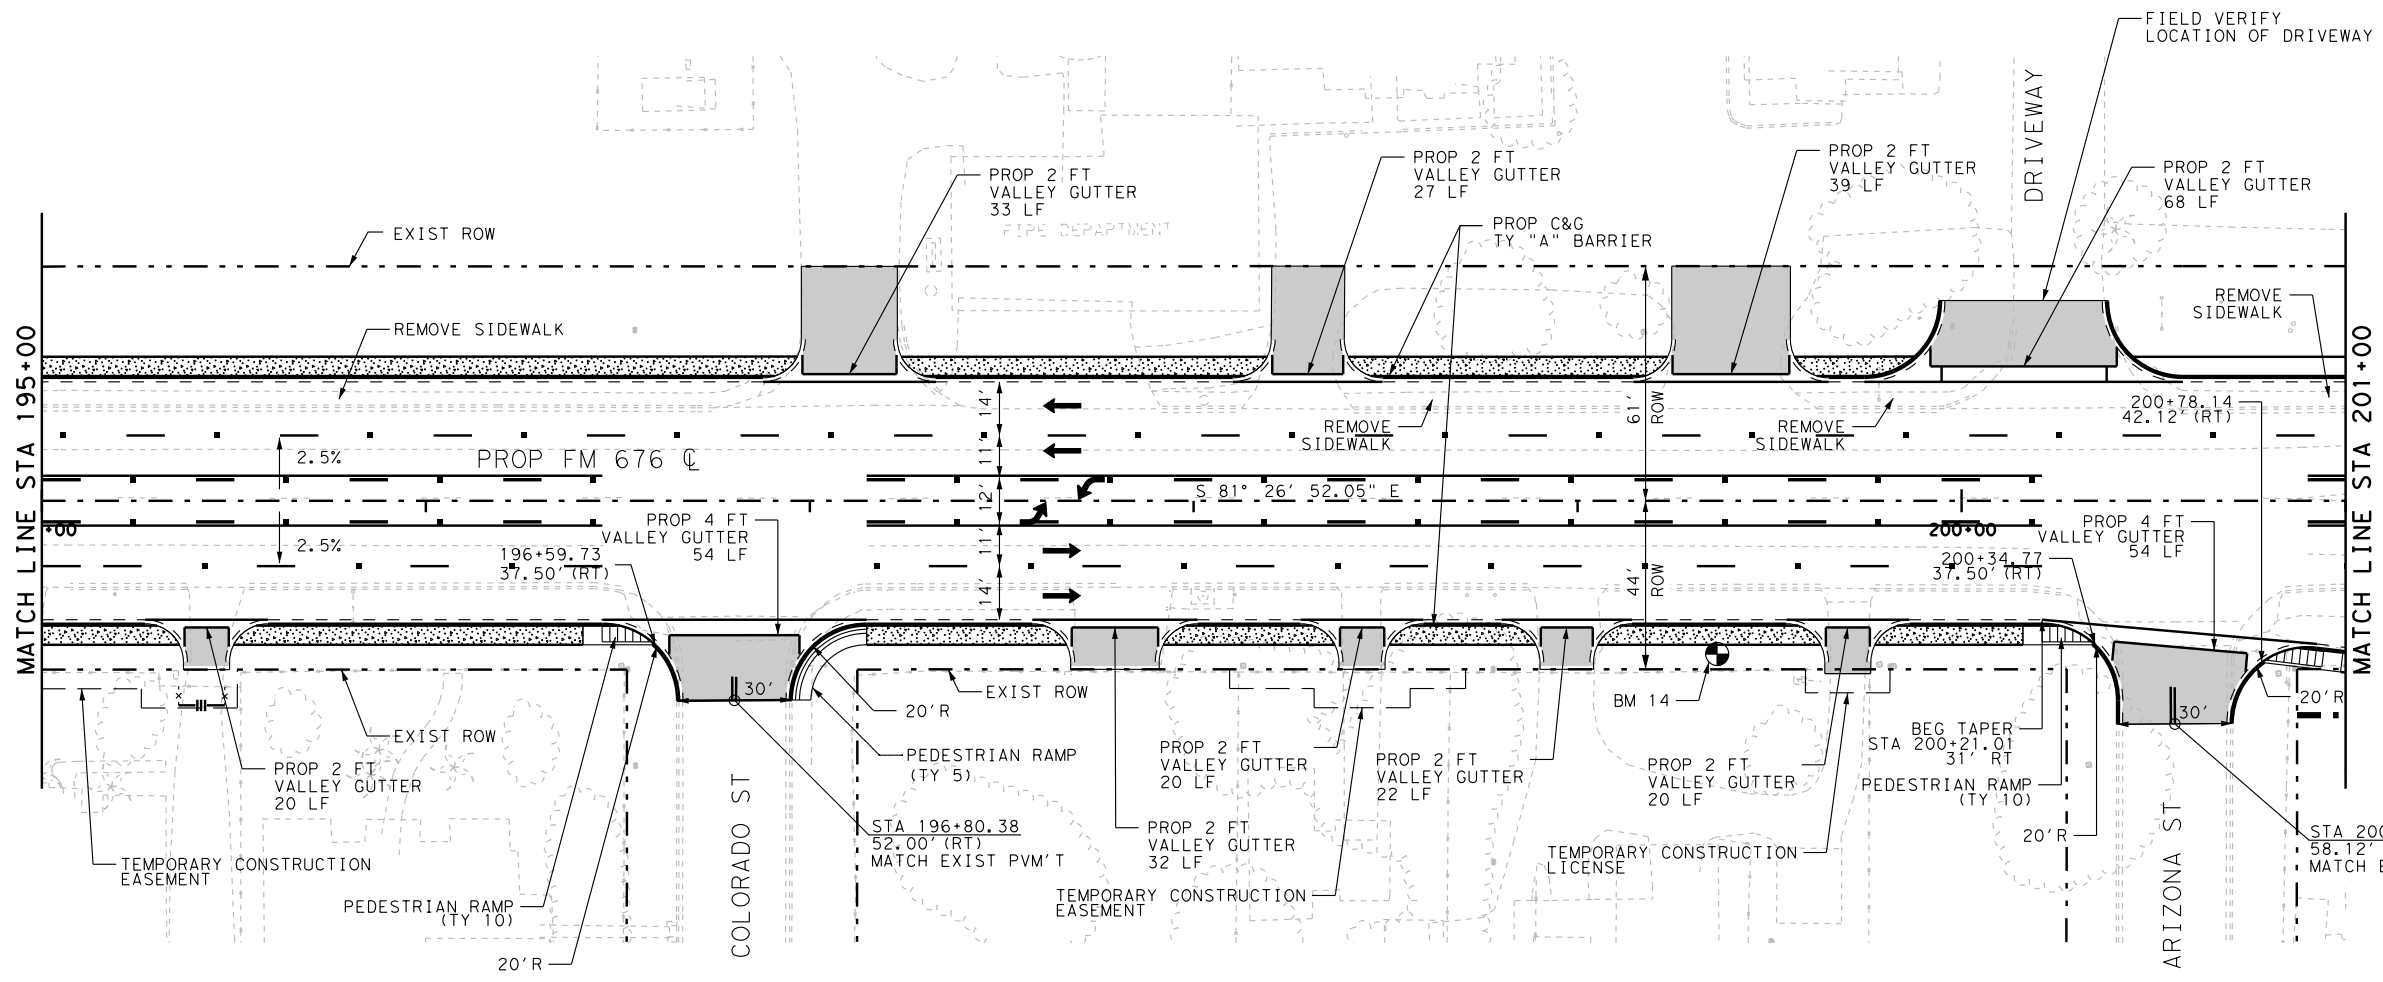 FIELD VERIFY
LOCATION OF DRIVEWAY
DRIVEWAY
PROP 2 FT
VALLEY GUTTER
33 LF
PROP 2 FT
VALLEY GUTTER
27 LF
PROP 2 FT
VALLEY GUTTER
39 LF
PROP 2 FT
VALLEY GUTTER
68 LF
FIRE DEPARTMENT
PROP C&G
TY "A" BARRIER
EXIST ROW
REMOVE SIDEWALK
REMOVE
SIDEWALK
MATCH LINE STA 195+00
MATCH LINE STA 201+00
14'
11'
12'
11'
14'
61'
ROW
44'
ROW
REMOVE
SIDEWALK
REMOVE
SIDEWALK
200+78.14
42.12' (RT)
2.5%
PROP FM 676 ℄
S 81° 26' 52.05" E
2.5%
+00
200+00
PROP 4 FT
VALLEY GUTTER
54 LF
196+59.73
37.50' (RT)
PROP 4 FT
VALLEY GUTTER
54 LF
200+34.77
37.50' (RT)
30'
20'R
EXIST ROW
BM 14
30'
20'R
EXIST ROW
PROP 2 FT
VALLEY GUTTER
20 LF
PEDESTRIAN RAMP
(TY 5)
PROP 2 FT
VALLEY GUTTER
20 LF
PROP 2 FT
VALLEY GUTTER
22 LF
PROP 2 FT
VALLEY GUTTER
20 LF
BEG TAPER
STA 200+21.01
31' RT
PEDESTRIAN RAMP
(TY 10)
20'R
COLORADO ST
STA 196+80.38
52.00' (RT)
MATCH EXIST PVM'T
PROP 2 FT
VALLEY GUTTER
32 LF
TEMPORARY CONSTRUCTION
LICENSE
ARIZONA ST
STA 200
58.12'
MATCH E
TEMPORARY CONSTRUCTION
EASEMENT
TEMPORARY CONSTRUCTION
EASEMENT
PEDESTRIAN RAMP
(TY 10)
20'R